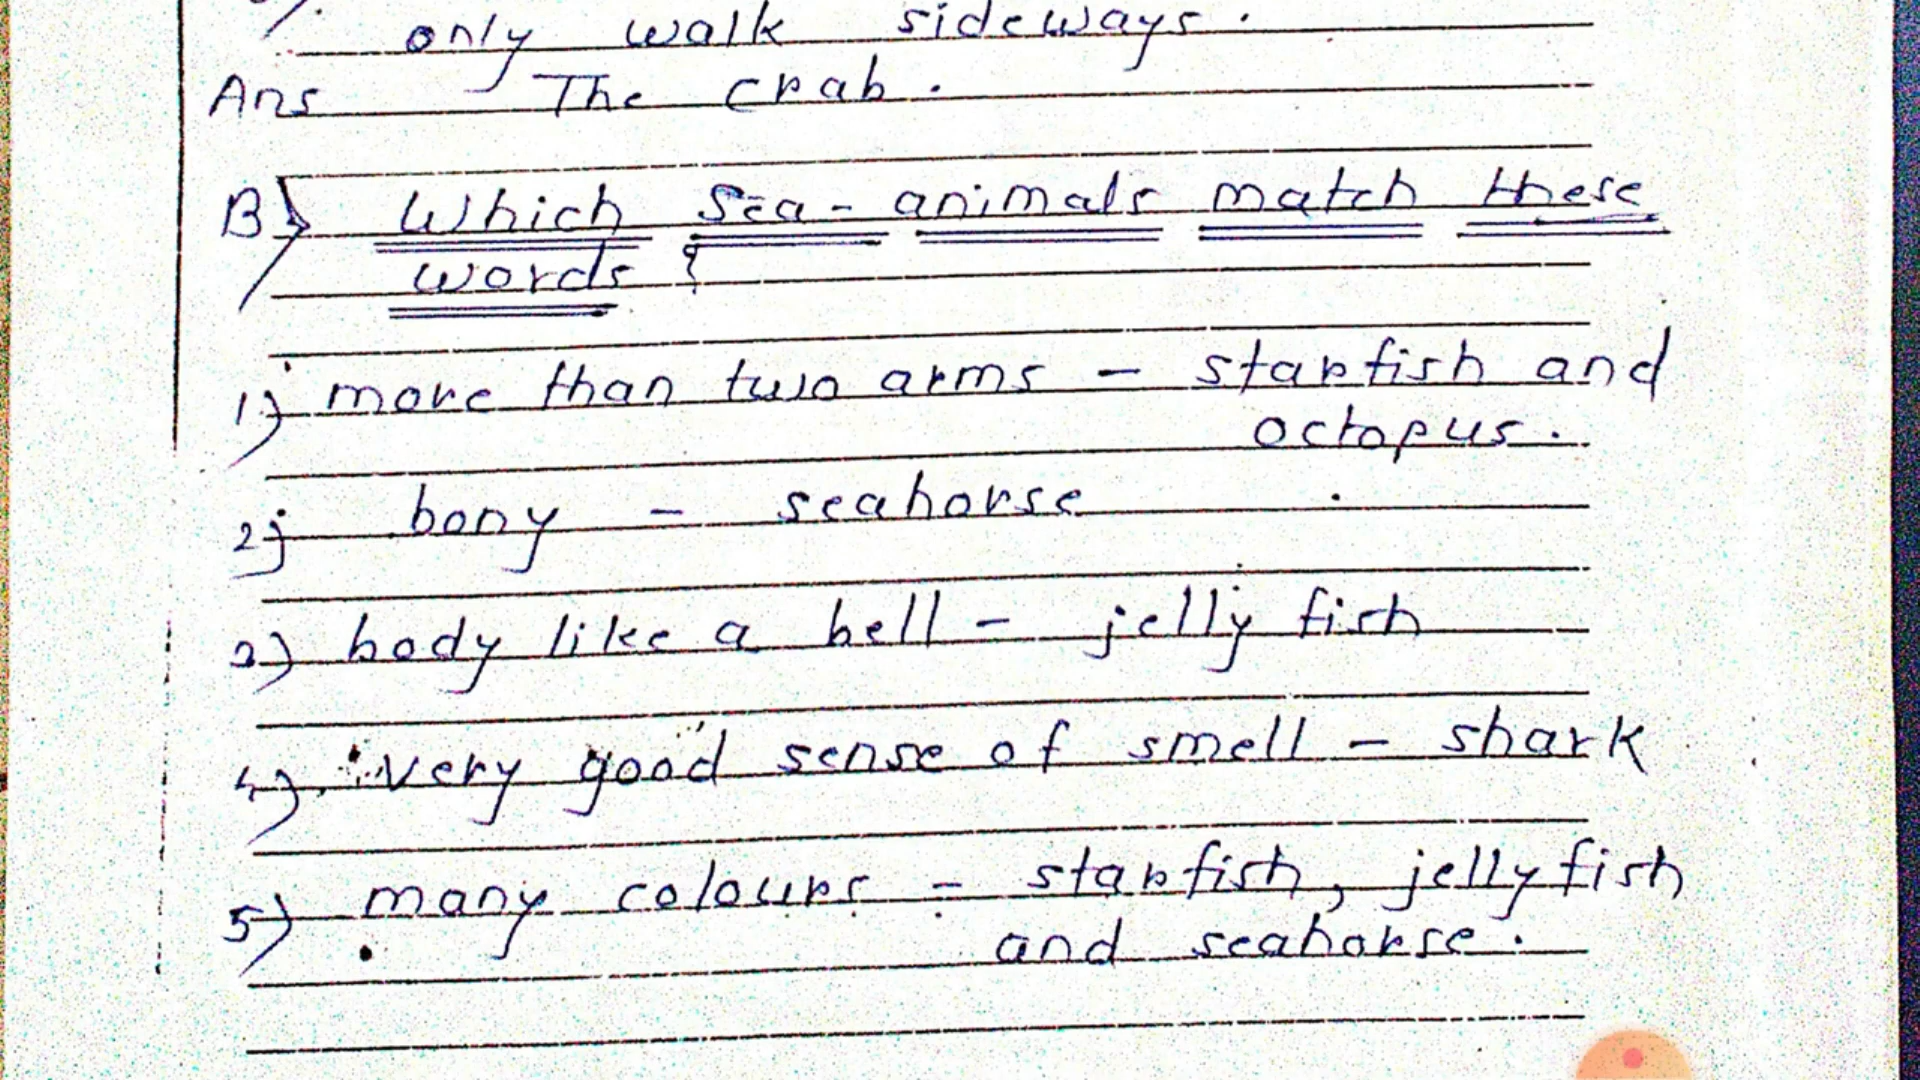 only walk sideways.
Ans The crab.
B) Which Sea-animals match these
words ?
1) more than two arms - starfish and
octopus.
2) bony - seahorse
3) body like a bell - jelly fish
4) very good sense of smell - shark
5) many colours - starfish, jellyfish
and seahorse.